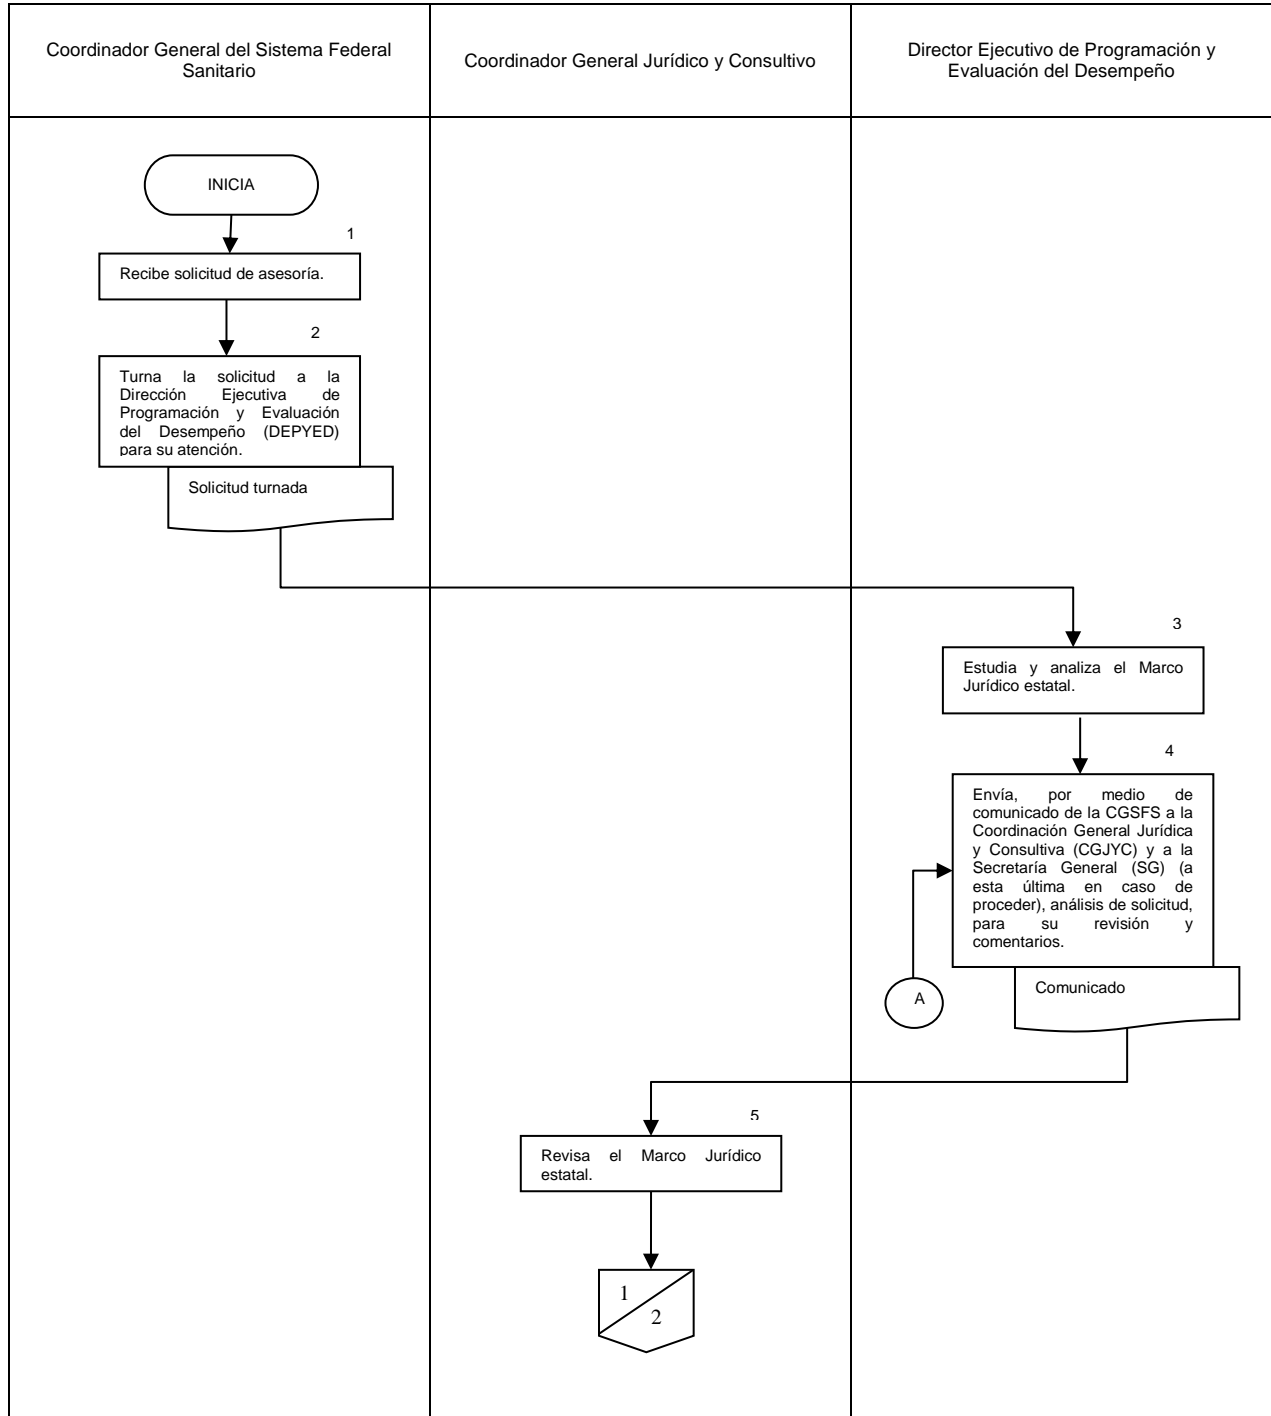 Coordinador General del Sistema Federal
Sanitario
Coordinador General Jurídico y Consultivo
Director Ejecutivo de Programación y
Evaluación del Desempeño
INICIA
1
Recibe solicitud de asesoría.
2
Turna la solicitud a la
Dirección Ejecutiva de
Programación y Evaluación
del Desempeño (DEPYED)
para su atención.
Solicitud turnada
3
Estudia y analiza el Marco
Jurídico estatal.
4
Envía, por medio de
comunicado de la CGSFS a la
Coordinación General Jurídica
y Consultiva (CGJYC) y a la
Secretaría General (SG) (a
esta última en caso de
proceder), análisis de solicitud,
para su revisión y
comentarios.
A
Comunicado
5
Revisa el Marco Jurídico
estatal.
1
2